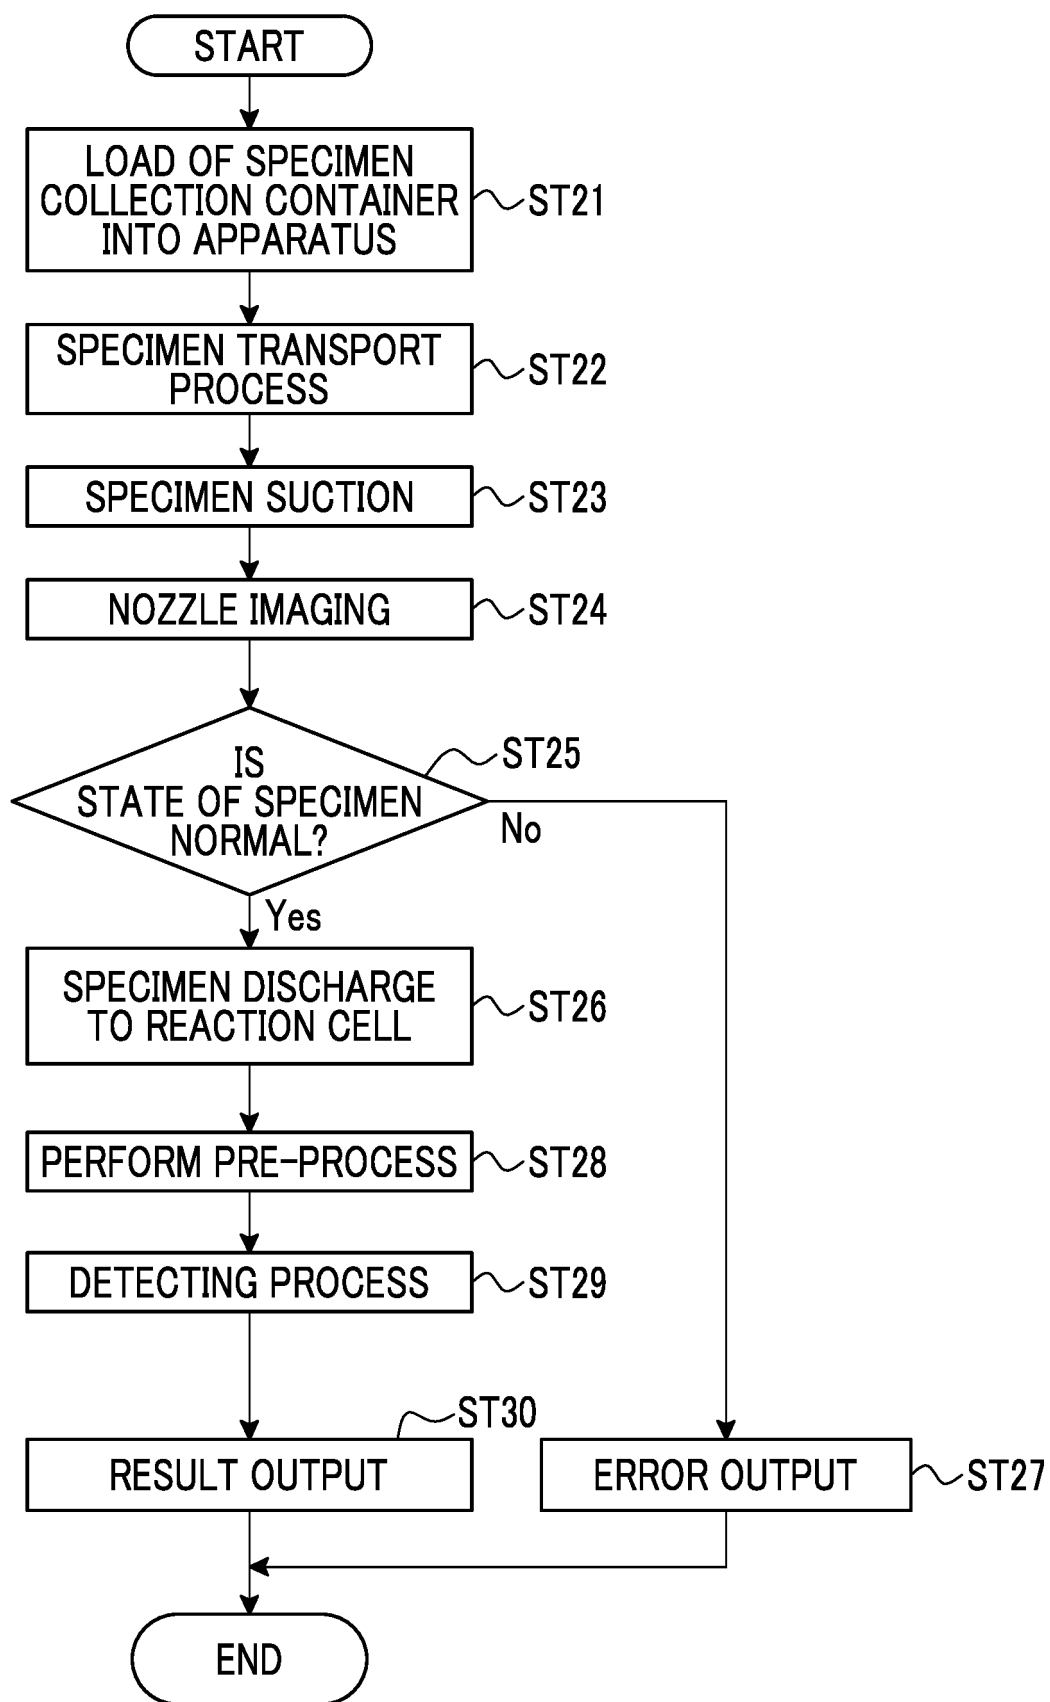 START
LOAD OF SPECIMEN
COLLECTION CONTAINER
INTO APPARATUS
ST21
SPECIMEN TRANSPORT
PROCESS
ST22
SPECIMEN SUCTION
ST23
NOZZLE IMAGING
ST24
IS
STATE OF SPECIMEN
NORMAL?
ST25
No
Yes
SPECIMEN DISCHARGE
TO REACTION CELL
ST26
PERFORM PRE-PROCESS
ST28
DETECTING PROCESS
ST29
ST30
RESULT OUTPUT
ERROR OUTPUT
ST27
END